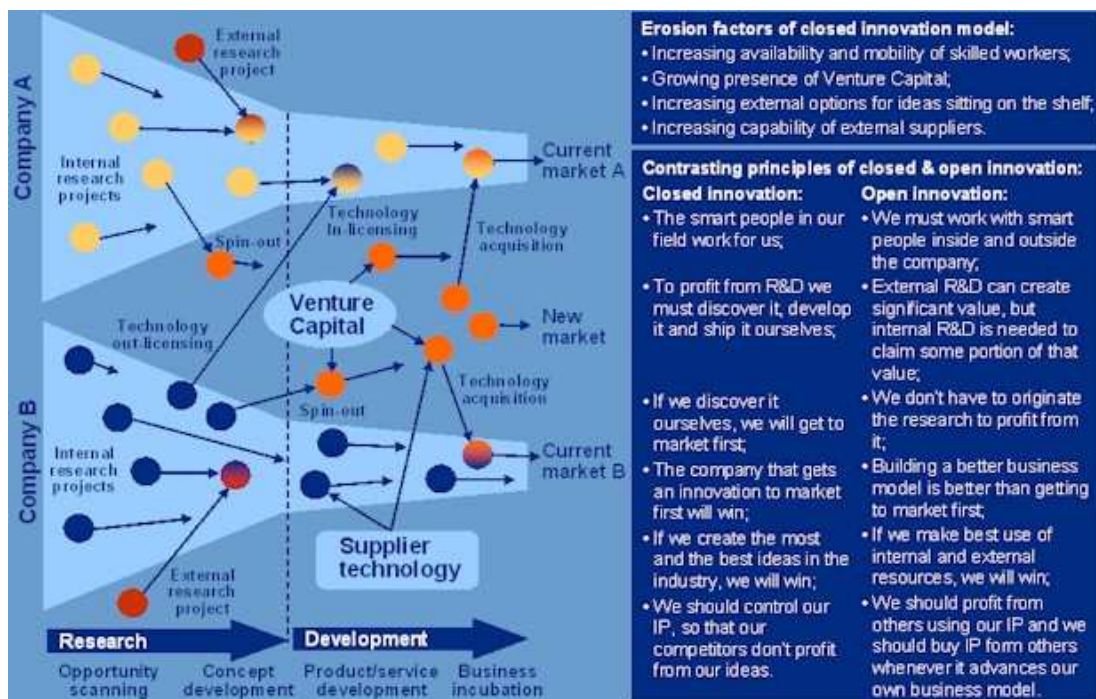 Company A
External
research
project
Internal
research
projects
Spin-out
Technology
In-licensing
Technology
acquisition
Current
market A
Venture
Capital
New
market
Technology
out-licensing
Company B
Internal
research
projects
Spin-out
Technology
acquisition
Current
market B
Supplier
technology
External
research
project
Research
Development
Opportunity
scanning
Concept
development
Product/service
development
Business
incubation
Erosion factors of closed innovation model:
• Increasing availability and mobility of skilled workers;
• Growing presence of Venture Capital;
• Increasing external options for ideas sitting on the shelf;
• Increasing capability of external suppliers.
Contrasting principles of closed & open innovation:
Closed innovation:
• The smart people in our
field work for us;
• To profit from R&D we
must discover it, develop
it and ship it ourselves;
• If we discover it
ourselves, we will get to
market first;
• The company that gets
an innovation to market
first will win;
• If we create the most
and the best ideas in the
industry, we will win;
• We should control our
IP, so that our
competitors don't profit
from our ideas.
Open innovation:
• We must work with smart
people inside and outside
the company;
• External R&D can create
significant value, but
internal R&D is needed to
claim some portion of that
value;
• We don't have to originate
the research to profit from
it;
• Building a better business
model is better than getting
to market first;
• If we make best use of
internal and external
resources, we will win;
• We should profit from
others using our IP and we
should buy IP form others
whenever it advances our
own business model